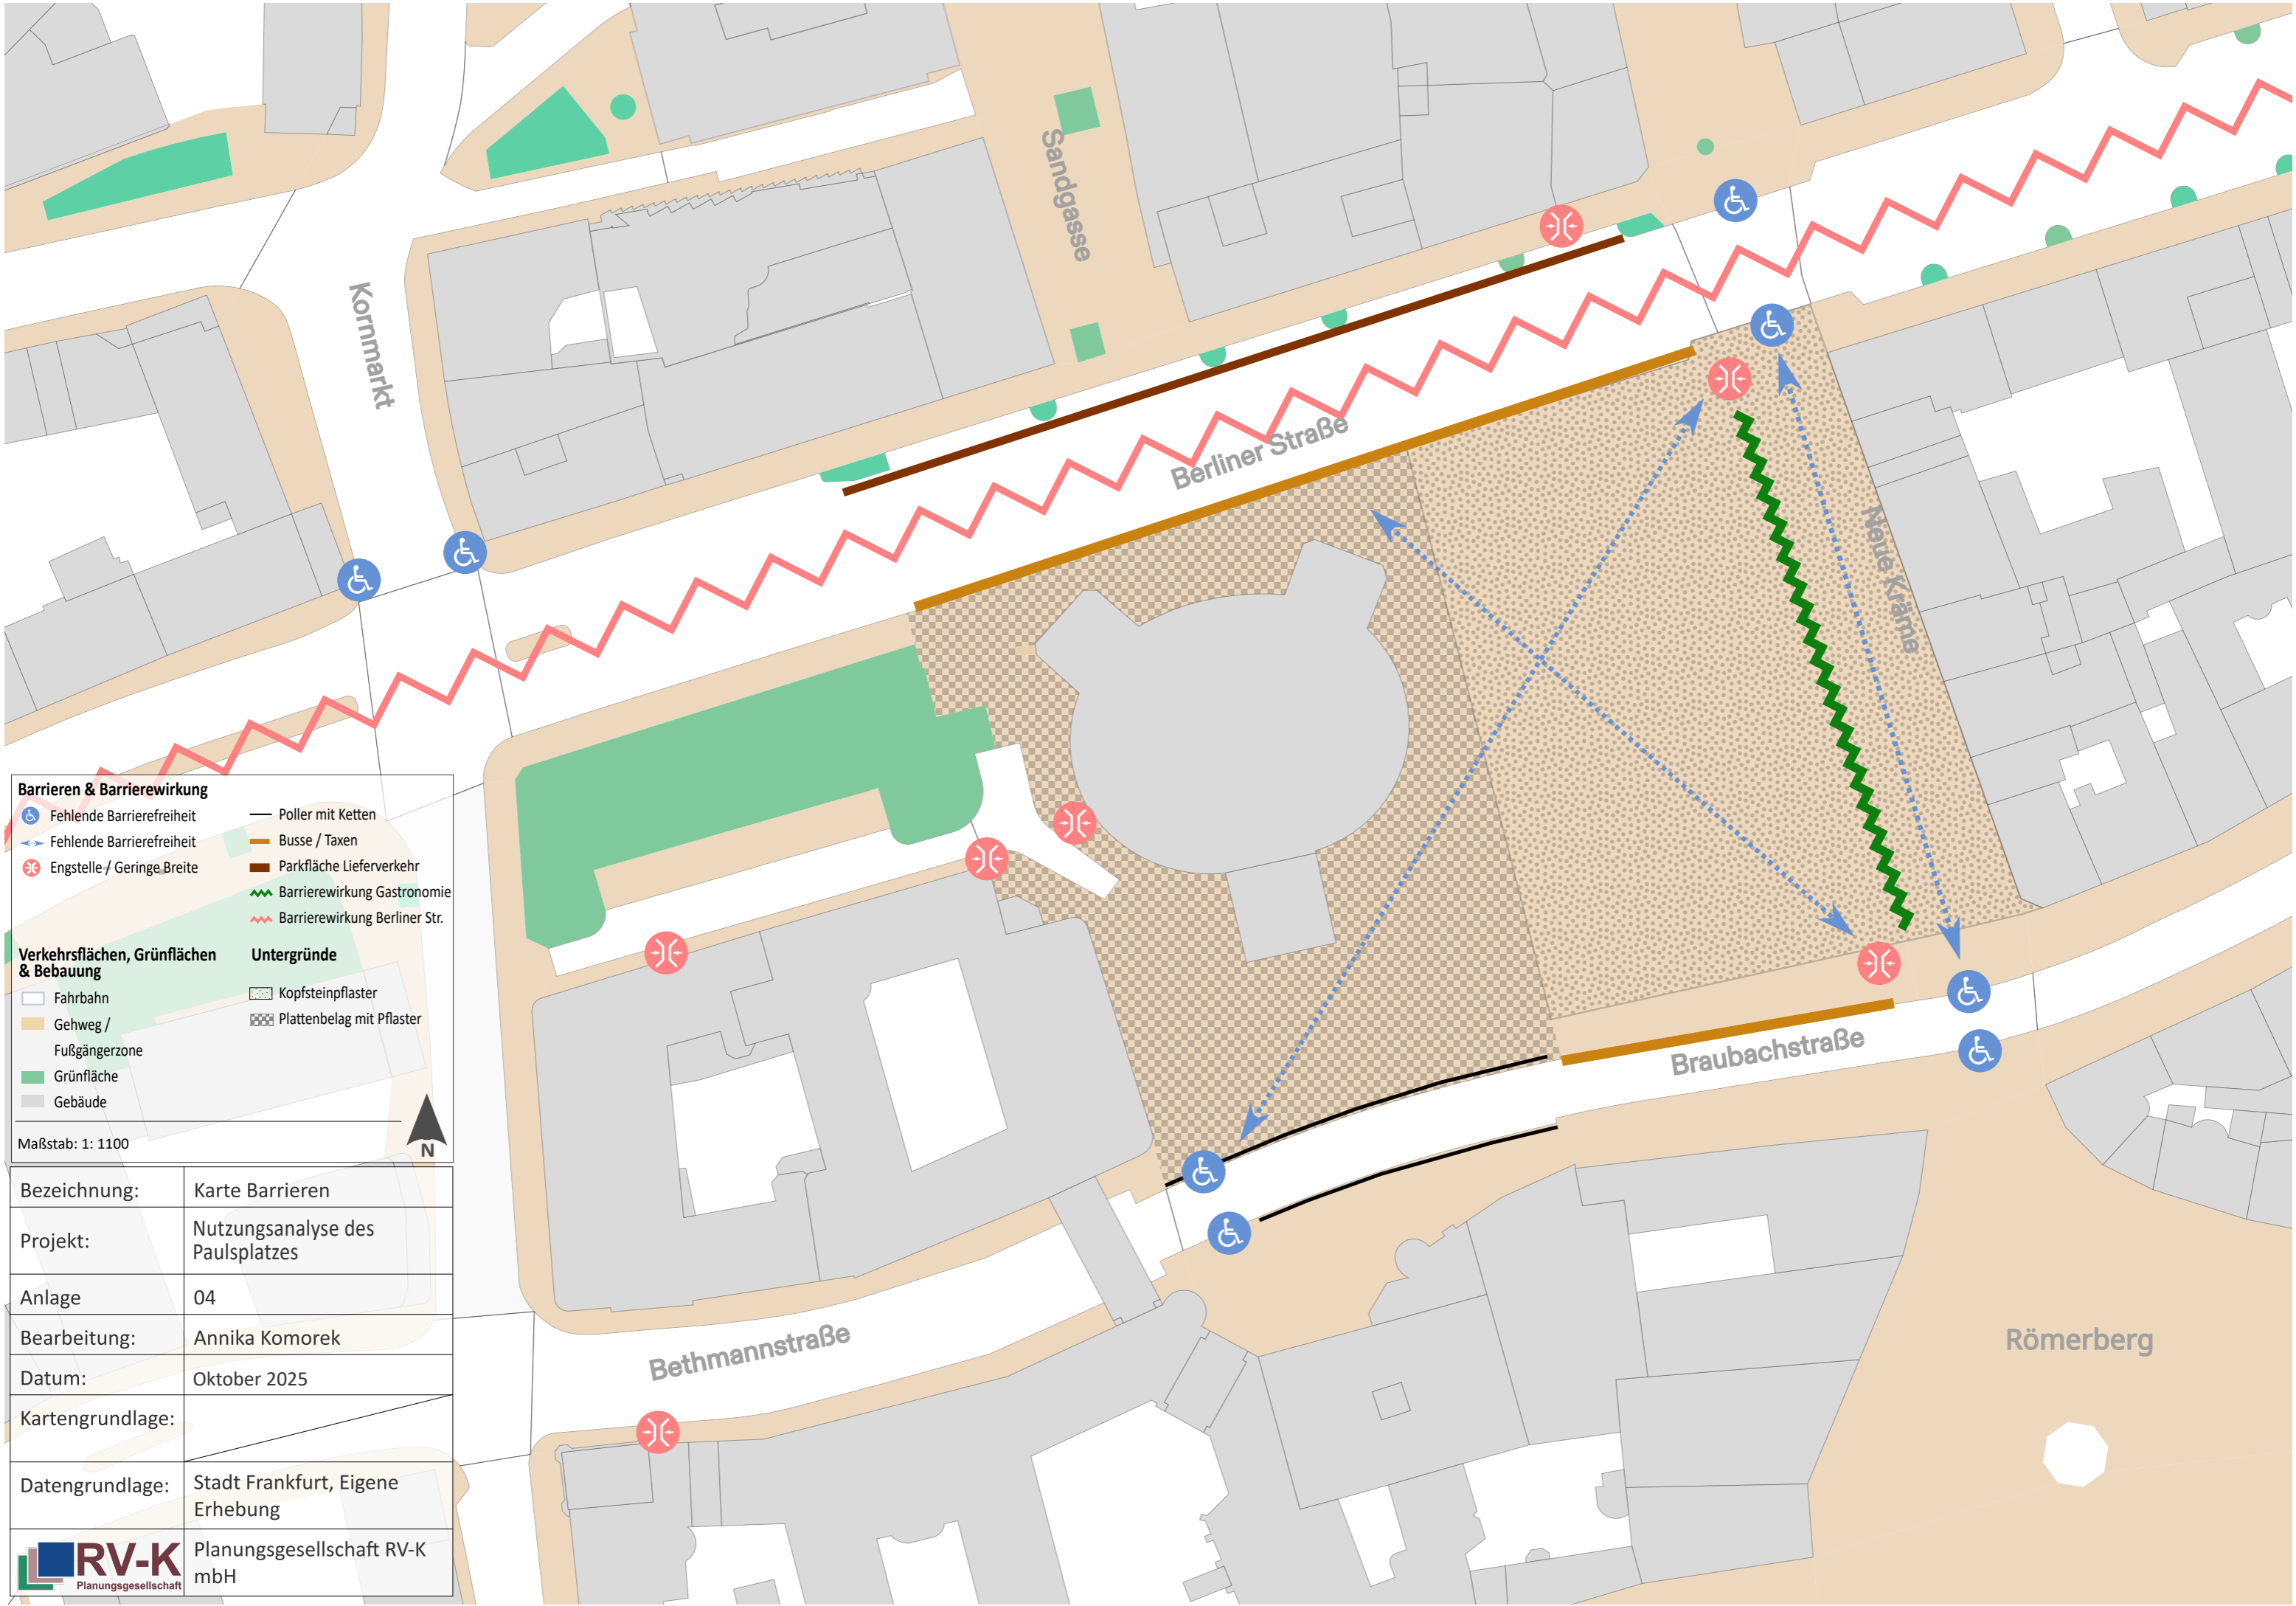 Sandgasse
Kornmarkt
Berliner Straße
Neue Kräme
Braubachstraße
Bethmannstraße
Römerberg
Barrieren & Barrierewirkung
Fehlende Barrierefreiheit
Fehlende Barrierefreiheit
Engstelle / Geringe Breite
Poller mit Ketten
Busse / Taxen
Parkfläche Lieferverkehr
Barrierewirkung Gastronomie
Barrierewirkung Berliner Str.
Verkehrsflächen, Grünflächen
& Bebauung
Fahrbahn
Gehweg /
Fußgängerzone
Grünfläche
Gebäude
Untergründe
Kopfsteinpflaster
Plattenbelag mit Pflaster
Maßstab: 1: 1100
N
Bezeichnung: Karte Barrieren
Projekt: Nutzungsanalyse des
Paulsplatzes
Anlage 04
Bearbeitung: Annika Komorek
Datum: Oktober 2025
Kartengrundlage:
Datengrundlage: Stadt Frankfurt, Eigene
Erhebung
RV-K
Planungsgesellschaft
Planungsgesellschaft RV-K
mbH